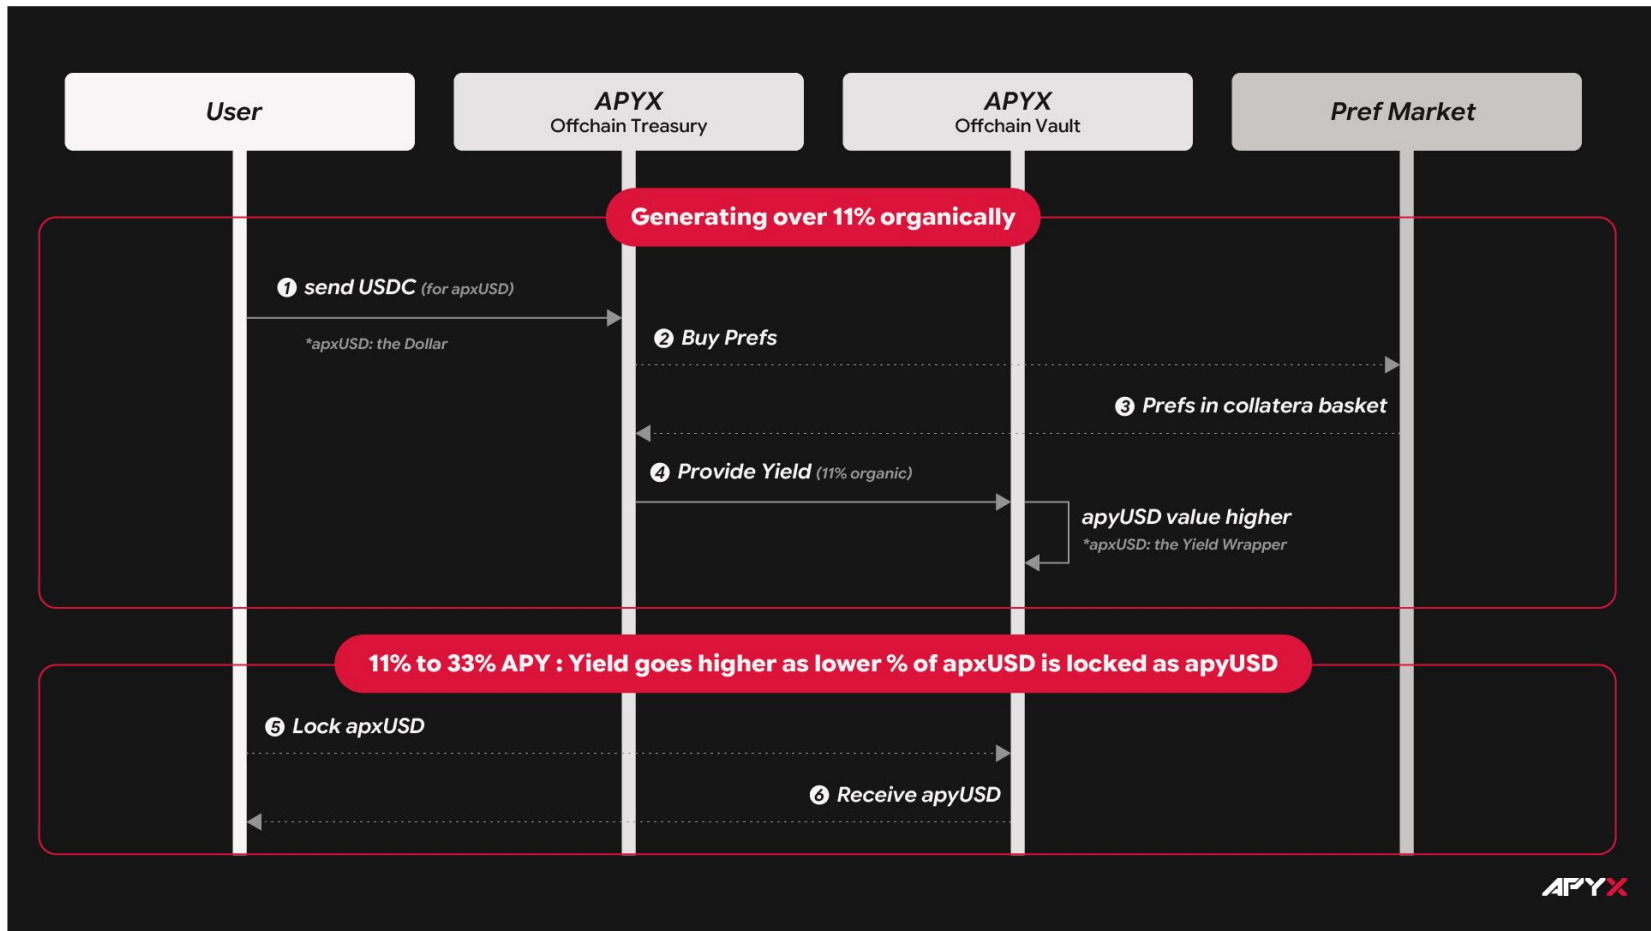 User
APYX
Offchain Treasury
APYX
Offchain Vault
Pref Market
Generating over 11% organically
1 send USDC (for apxUSD)
*apxUSD: the Dollar
2 Buy Prefs
3 Prefs in collatera basket
4 Provide Yield (11% organic)
apyUSD value higher
*apxUSD: the Yield Wrapper
11% to 33% APY : Yield goes higher as lower % of apxUSD is locked as apyUSD
5 Lock apxUSD
6 Receive apyUSD
APYX